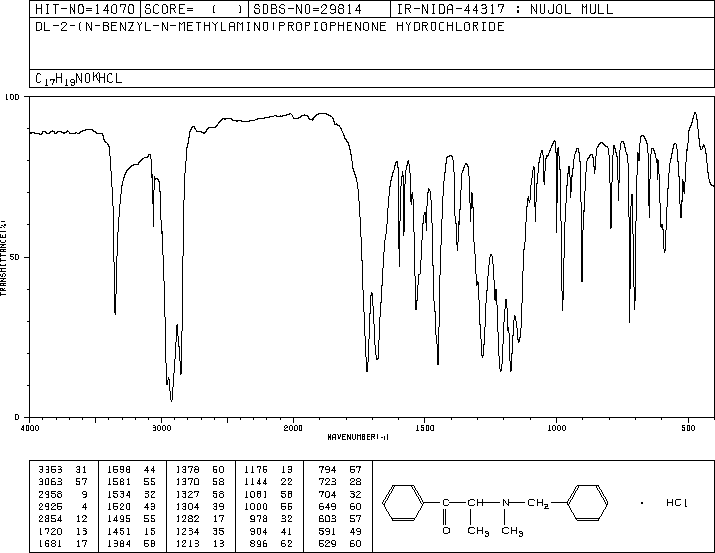 HIT-NO=14070 SCORE= ( ) SDBS-NO=29814 IR-NIDA-44317 : NUJOL MULL
DL-2-(N-BENZYL-N-METHYLAMINO)PROPIOPHENONE HYDROCHLORIDE
C17H19NO·HCL
100
50
0
TRANSMITTANCE(%)
4000 3000 2000 1500 1000 500
WAVENUMBER(-1)
3353 31 1598 44 1378 50 1176 13 794 57
3063 57 1581 55 1370 58 1144 22 723 28
2958 9 1534 32 1327 58 1081 58 704 32
2925 4 1520 49 1304 39 1000 55 649 60
2854 12 1495 55 1282 17 978 32 603 57
1720 13 1451 15 1234 35 904 41 591 49
1681 17 1384 58 1213 13 896 62 529 60
C CH N CH2 · HCl
O CH3 CH3